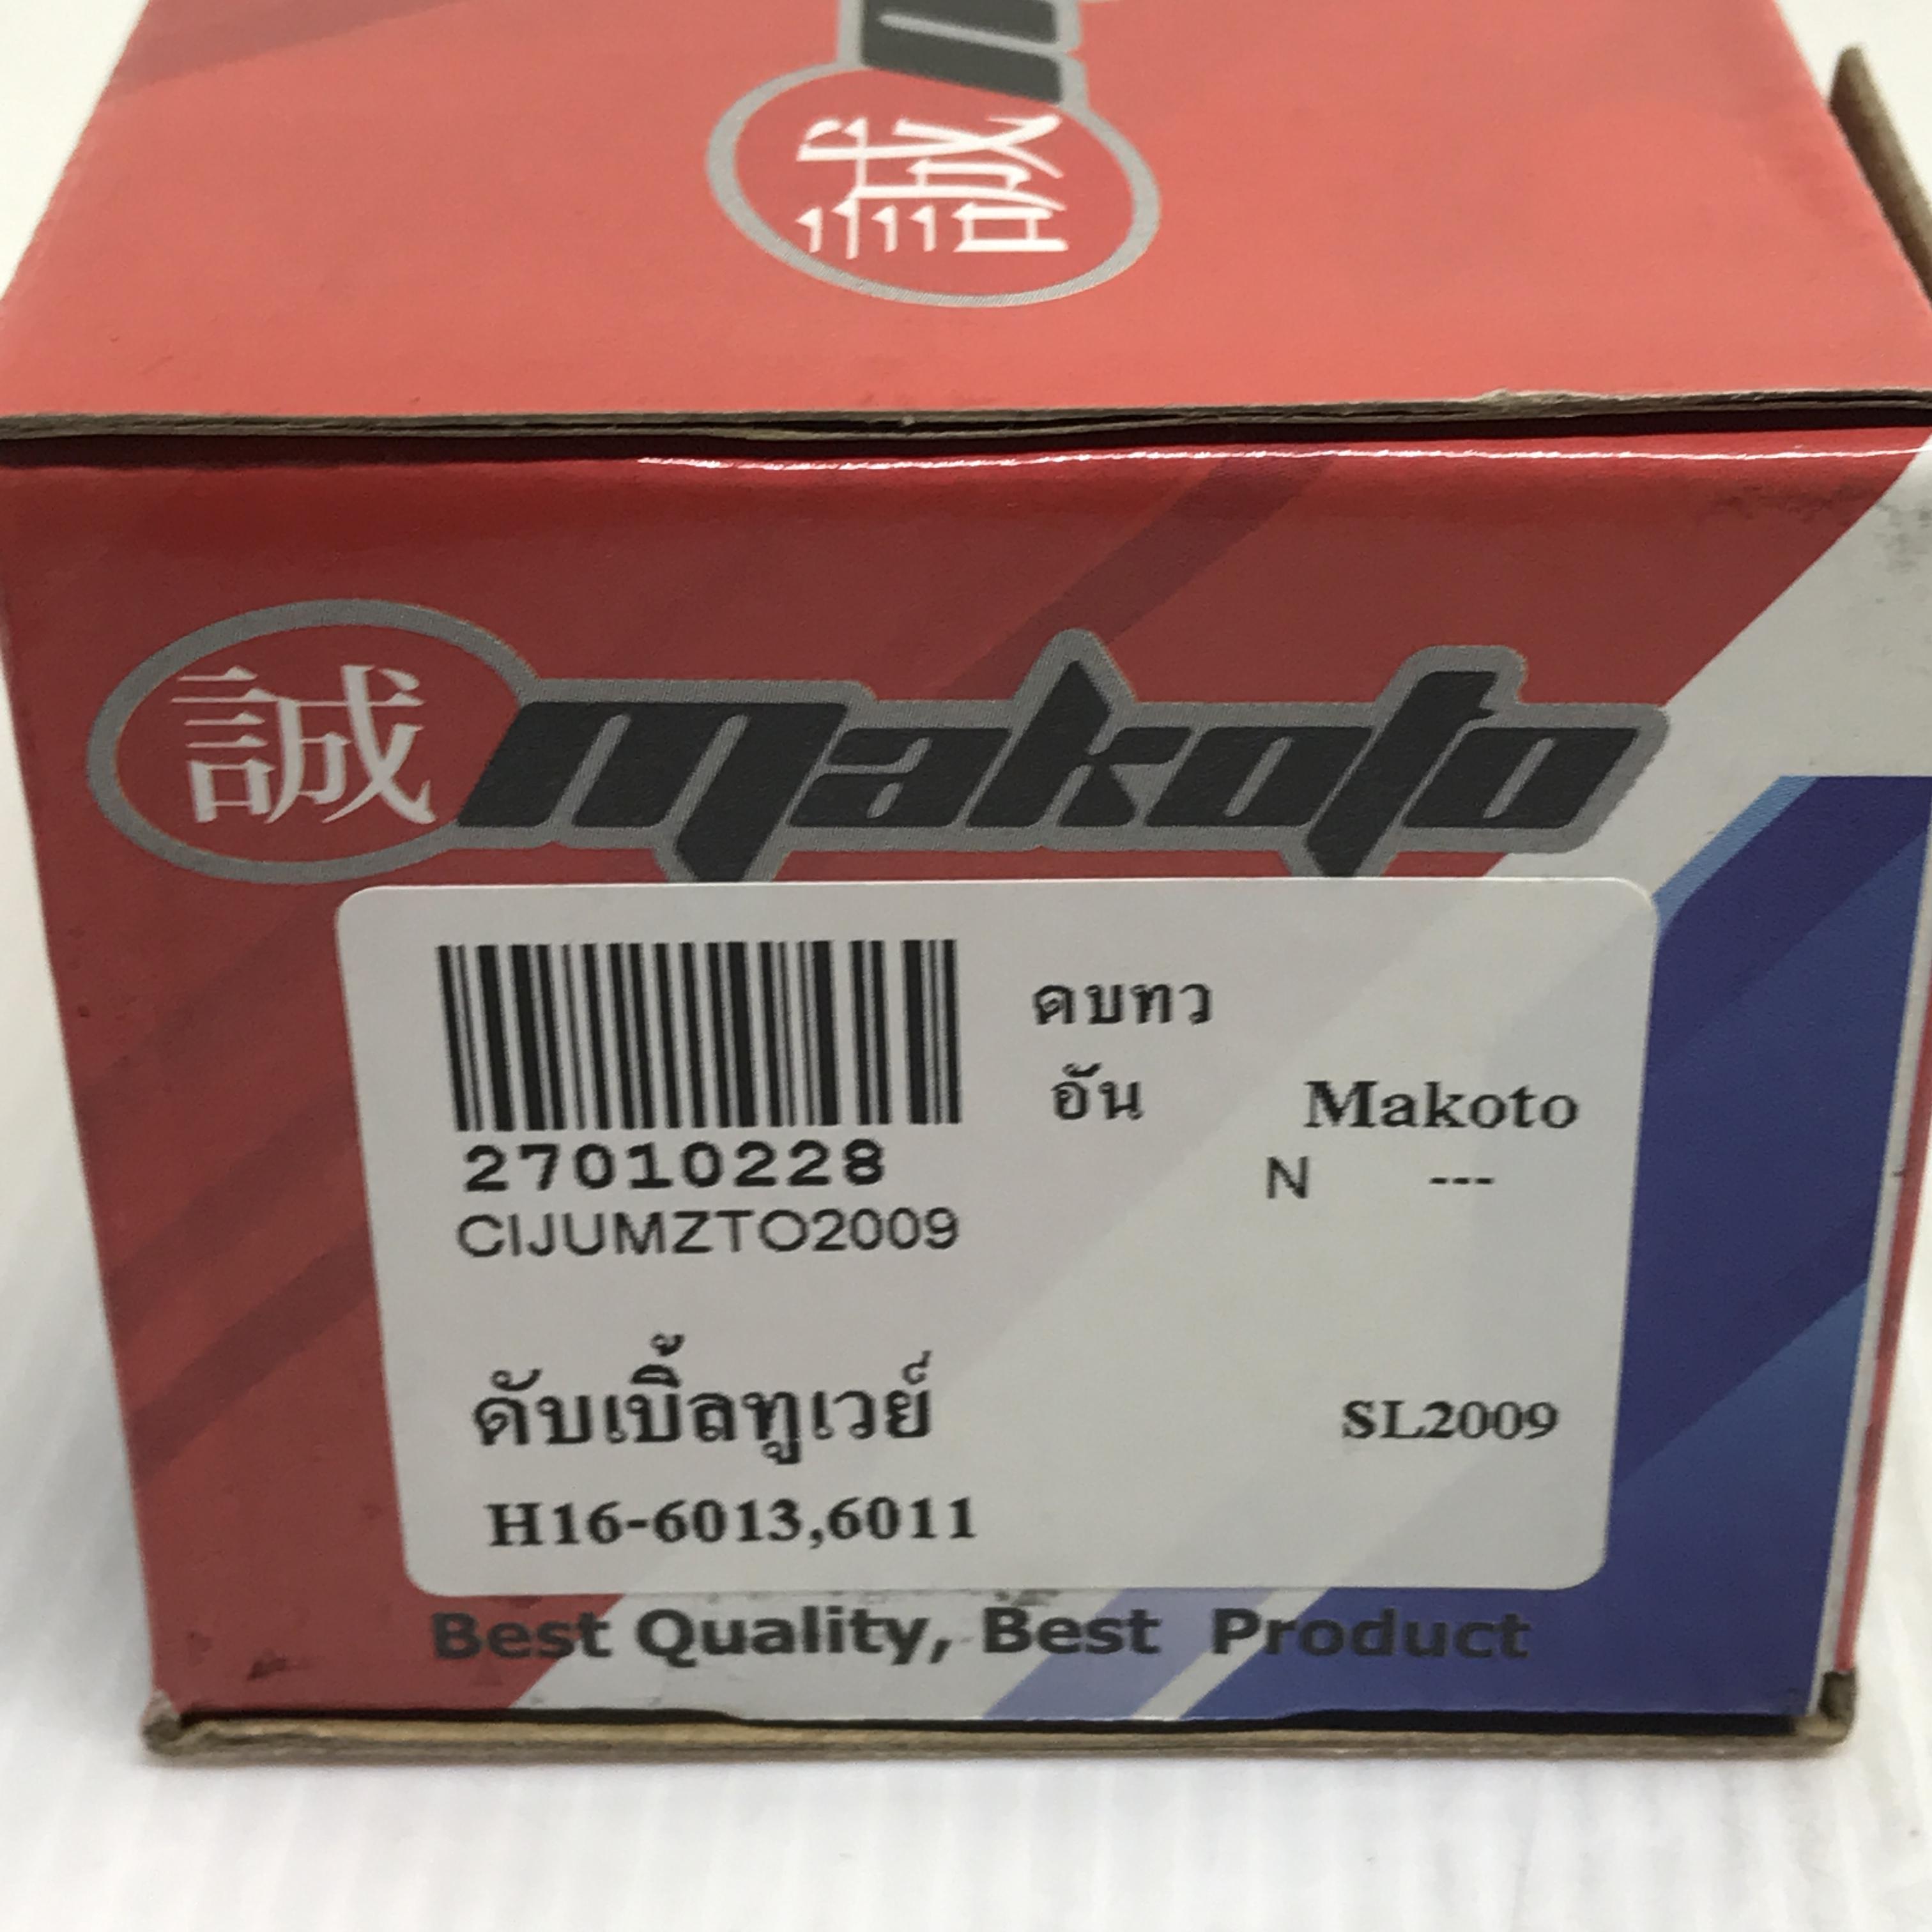 誠
誠 makoto
ดบทว
อัน Makoto
27010228 N ---
CIJUMZTO2009
ดับเบิ้ลทูเวย์ SL2009
H16-6013,6011
Best Quality, Best Product